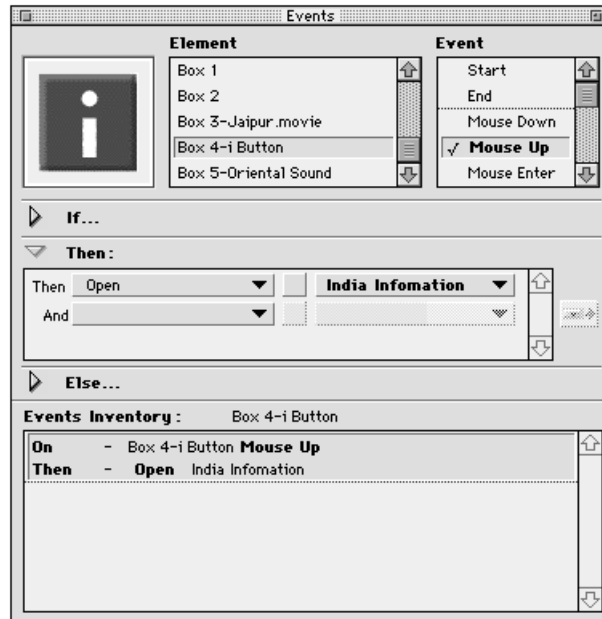 Events
Element
Event
i
Box 1
Box 2
Box 3-Jaipur.movie
Box 4-i Button
Box 5-Oriental Sound
Start
End
Mouse Down
✓ Mouse Up
Mouse Enter
If...
Then:
Then Open India Infomation
And
Else...
Events Inventory: Box 4-i Button
On - Box 4-i Button Mouse Up
Then - Open India Infomation